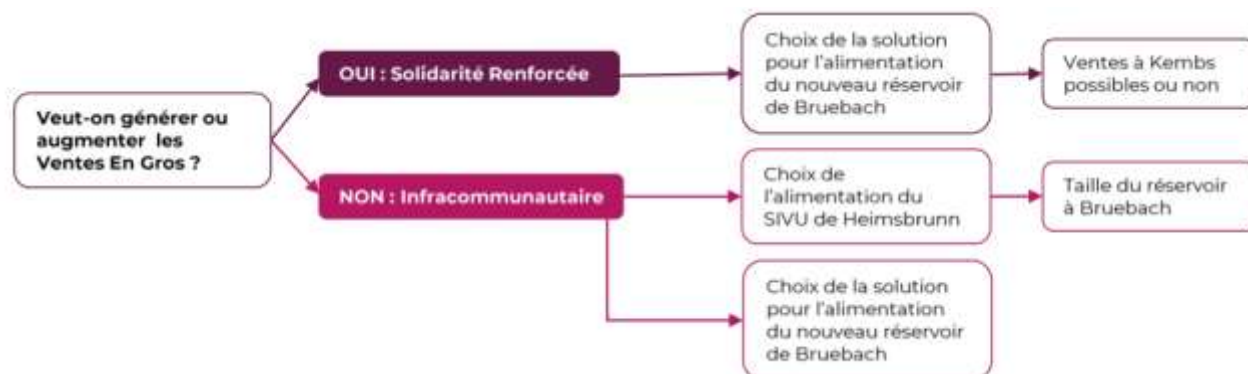 Veut-on générer ou
augmenter les
Ventes En Gros ?
OUI : Solidarité Renforcée
Choix de la solution
pour l'alimentation
du nouveau réservoir
de Bruebach
Ventes à Kembs
possibles ou non
NON : Infracommunautaire
Choix de
l'alimentation du
SIVU de Heimsbrunn
Taille du réservoir
à Bruebach
Choix de la solution
pour l'alimentation
du nouveau réservoir
de Bruebach